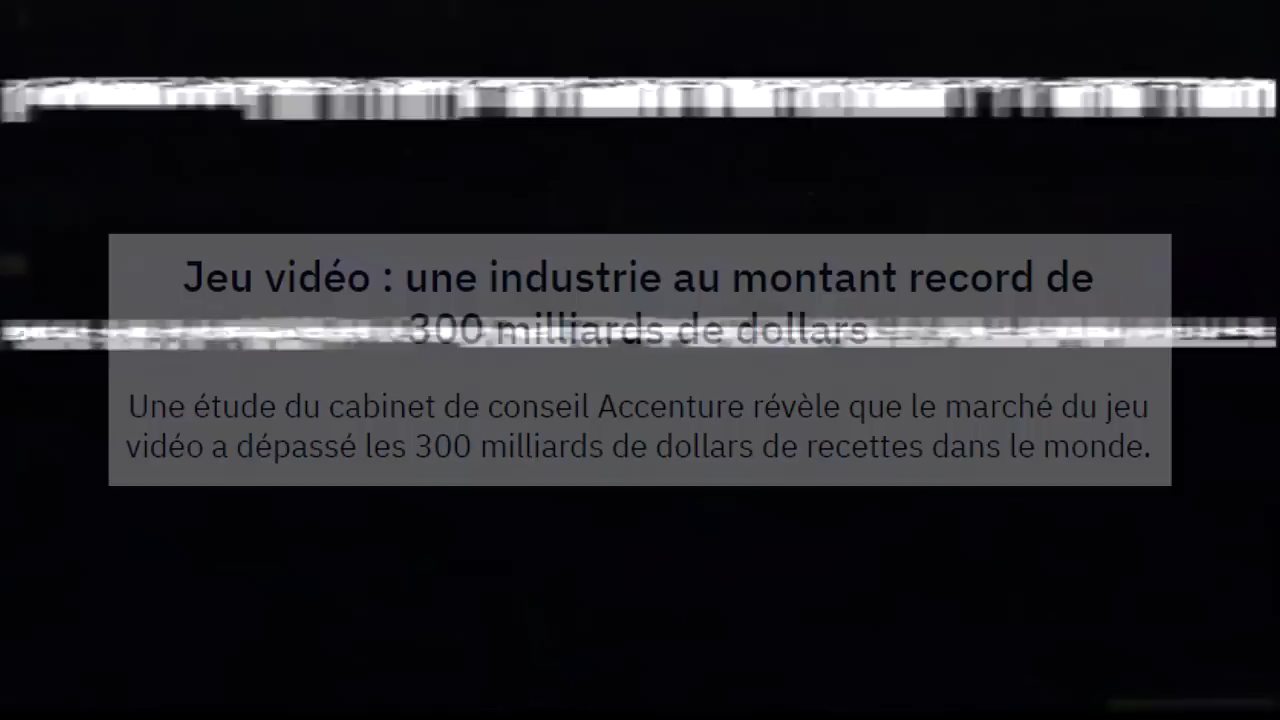 Jeu vidéo : une industrie au montant record de
300 milliards de dollars
Une étude du cabinet de conseil Accenture révèle que le marché du jeu
vidéo a dépassé les 300 milliards de dollars de recettes dans le monde.